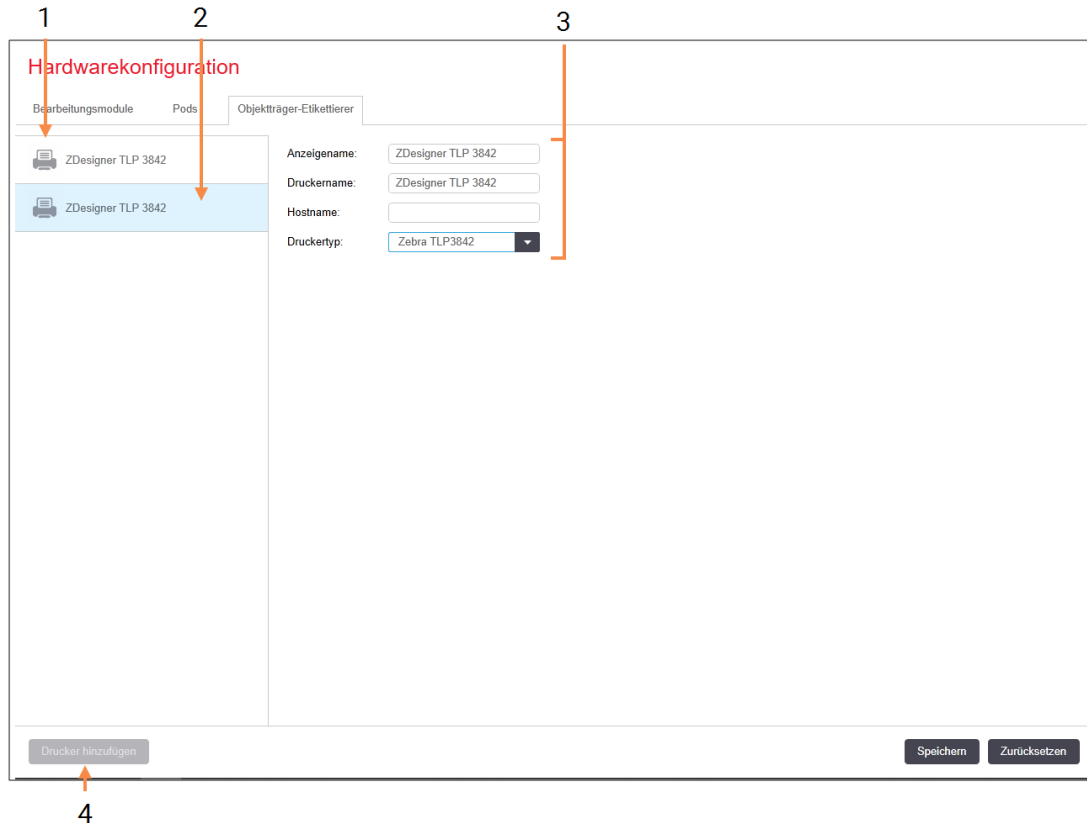 1 2 3
Hardwarekonfiguration
Bearbeitungsmodule Pods Objektträger-Etikettierer
ZDesigner TLP 3842
ZDesigner TLP 3842
Anzeigename: ZDesigner TLP 3842
Druckername: ZDesigner TLP 3842
Hostname:
Druckertyp: Zebra TLP3842
Drucker hinzufügen Speichern Zurücksetzen
4